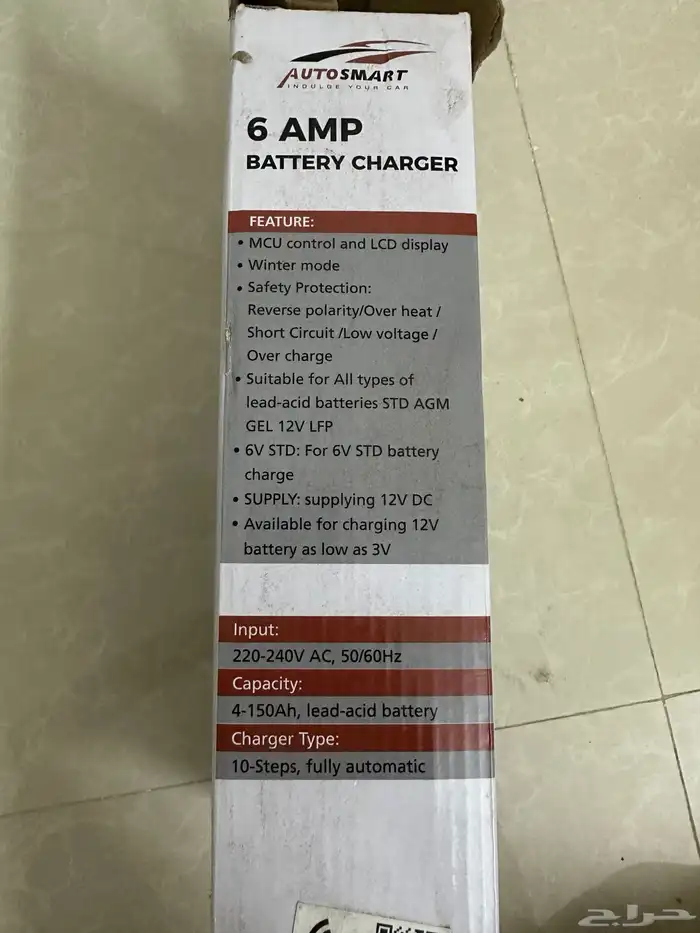 AUTOSMART
INDULGE YOUR CAR
6 AMP
BATTERY CHARGER
FEATURE:
• MCU control and LCD display
• Winter mode
• Safety Protection:
Reverse polarity/Over heat /
Short Circuit /Low voltage /
Over charge
• Suitable for All types of
lead-acid batteries STD AGM
GEL 12V LFP
• 6V STD: For 6V STD battery
charge
• SUPPLY: supplying 12V DC
• Available for charging 12V
battery as low as 3V
Input:
220-240V AC, 50/60Hz
Capacity:
4-150Ah, lead-acid battery
Charger Type:
10-Steps, fully automatic
حراج